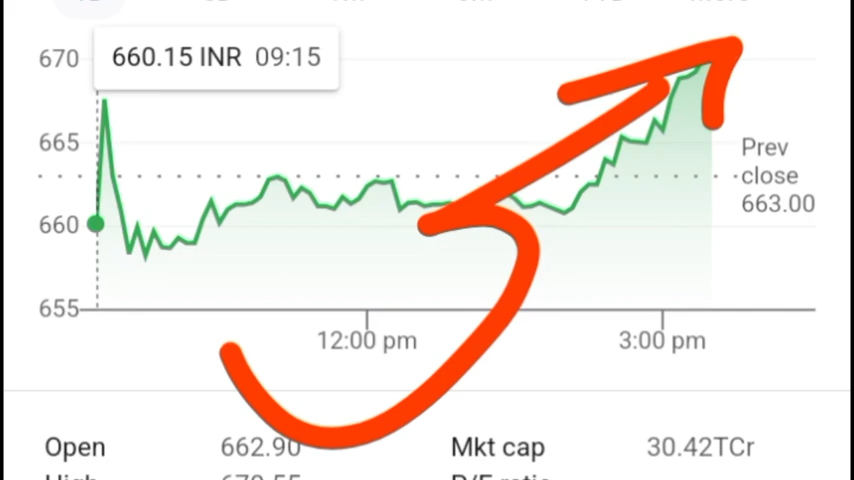 670
660.15 INR 09:15
665
Prev
close
663.00
660
655
12:00 pm
3:00 pm
Open 662.90 Mkt cap 30.42TCr